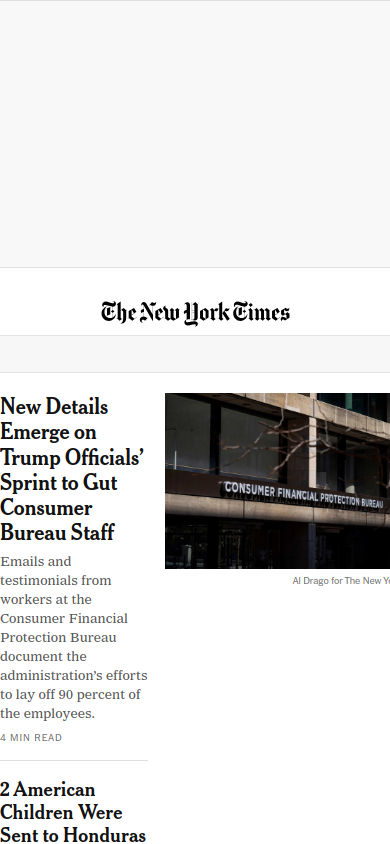 The New York Times
New Details
Emerge on
Trump Officials’
Sprint to Gut
Consumer
Bureau Staff
Emails and
testimonials from
workers at the
Consumer Financial
Protection Bureau
document the
administration’s efforts
to lay off 90 percent of
the employees.
4 MIN READ
CONSUMER FINANCIAL PROTECTION BUREAU
Al Drago for The New Yo
2 American
Children Were
Sent to Honduras